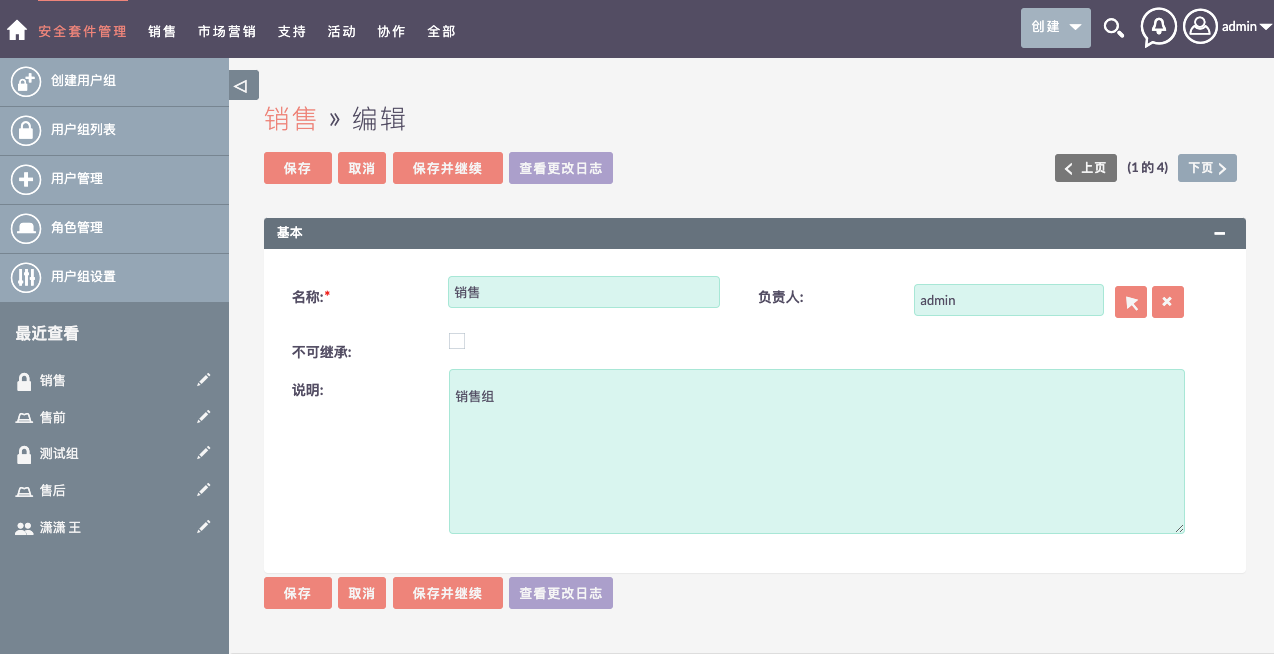 安全套件管理 销售 市场营销 支持 活动 协作 全部 创建 admin
创建用户组
用户组列表
用户管理
角色管理
用户组设置
最近查看
销售
售前
测试组
售后
潇潇 王
销售 » 编辑
保存 取消 保存并继续 查看更改日志 上页 (1 的 4) 下页
基本
名称:* 销售 负责人: admin
不可继承:
说明: 销售组
保存 取消 保存并继续 查看更改日志